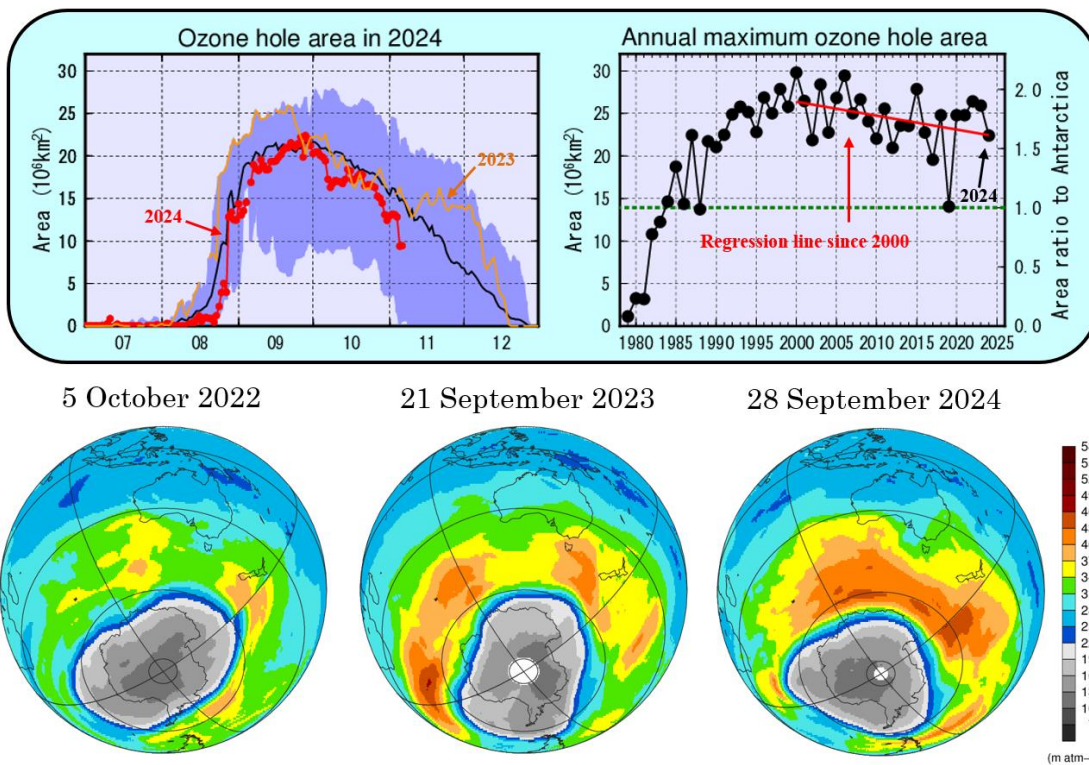 Ozone hole area in 2024
30
25
20
15
10
5
0
Area (10⁶km²)
2023
2024
07 08 09 10 11 12
Annual maximum ozone hole area
30
25
20
15
10
5
0
Area (10⁶km²)
2024
Regression line since 2000
2.0
1.5
1.0
0.5
0.0
Area ratio to Antarctica
1980 1985 1990 1995 2000 2005 2010 2015 2020 2025
5 October 2022 21 September 2023 28 September 2024
(m atm-